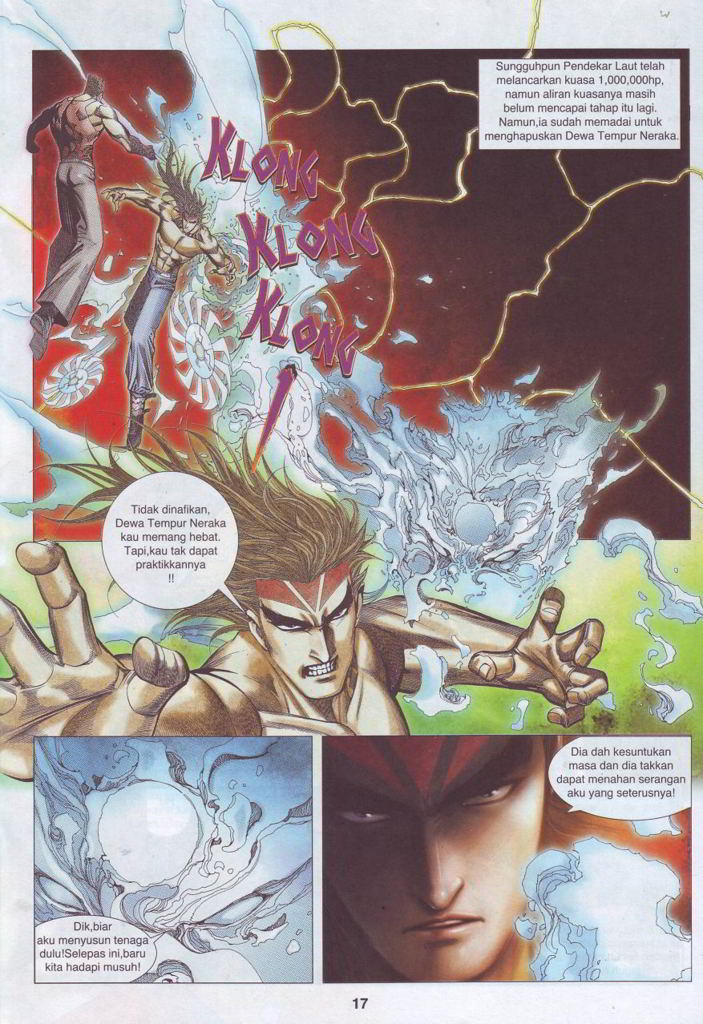 Sungguhpun Pendekar Laut telah
melancarkan kuasa 1,000,000hp,
namun aliran kuasanya masih
belum mencapai tahap itu lagi.
Namun,ia sudah memadai untuk
menghapuskan Dewa Tempur Neraka.
KLONG
KLONG
KLONG
!
Tidak dinafikan,
Dewa Tempur Neraka
kau memang hebat.
Tapi,kau tak dapat
praktikkannya
!!
Dik,biar
aku menyusun tenaga
dulu!Selepas ini,baru
kita hadapi musuh!
Dia dah kesuntukan
masa dan dia takkan
dapat menahan serangan
aku yang seterusnya!
17